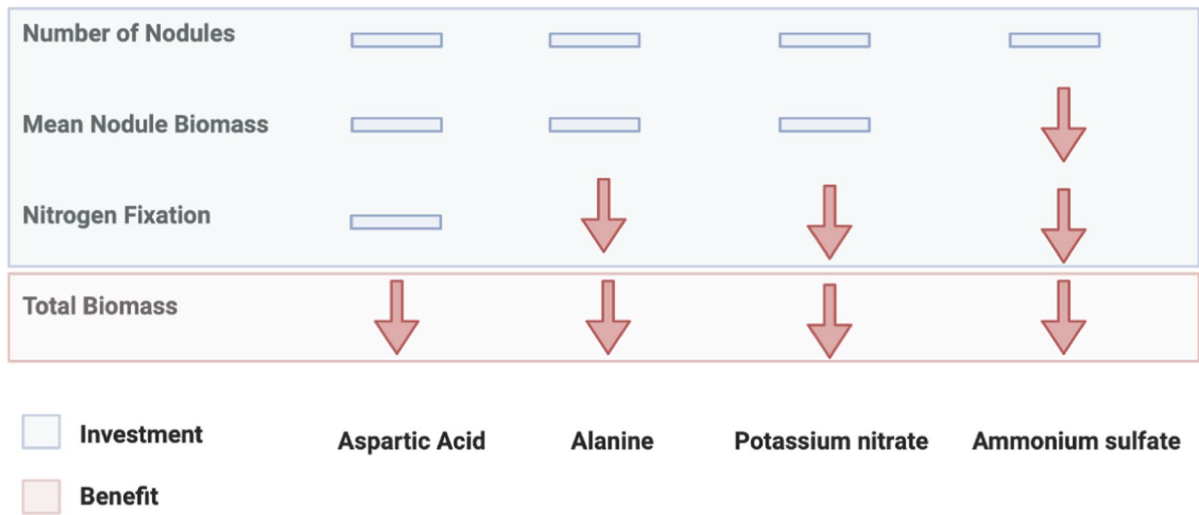 Number of Nodules
Mean Nodule Biomass
Nitrogen Fixation
Total Biomass
Investment
Aspartic Acid
Alanine
Potassium nitrate
Ammonium sulfate
Benefit